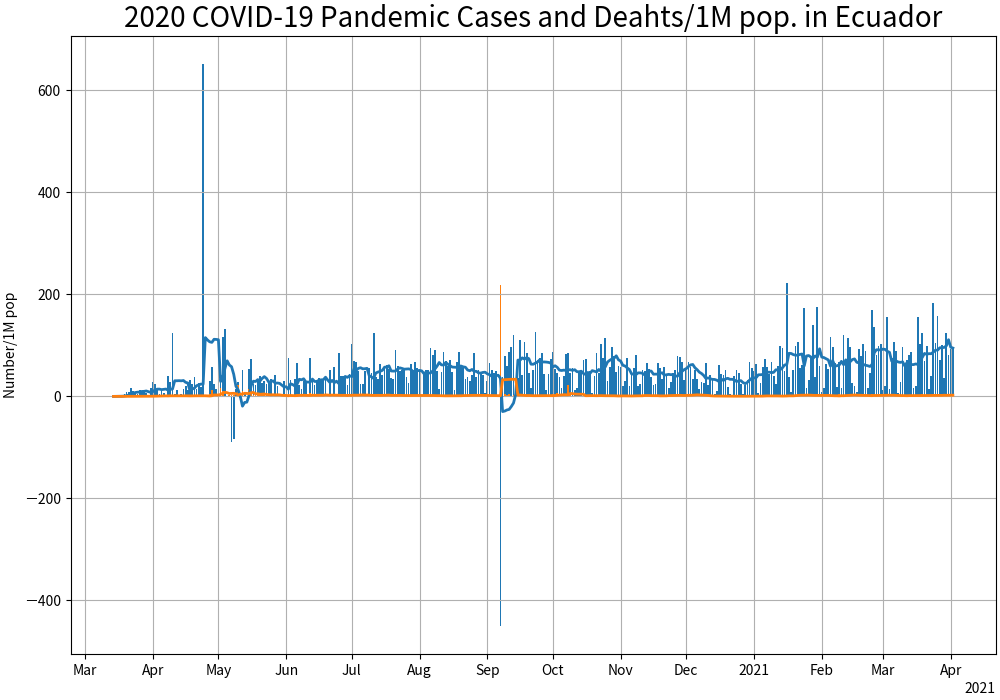 2020 COVID-19 Pandemic Cases and Deahts/1M pop. in Ecuador
Number/1M pop
600
400
200
0
−200
−400
Mar Apr May Jun Jul Aug Sep Oct Nov Dec 2021 Feb Mar Apr
2021